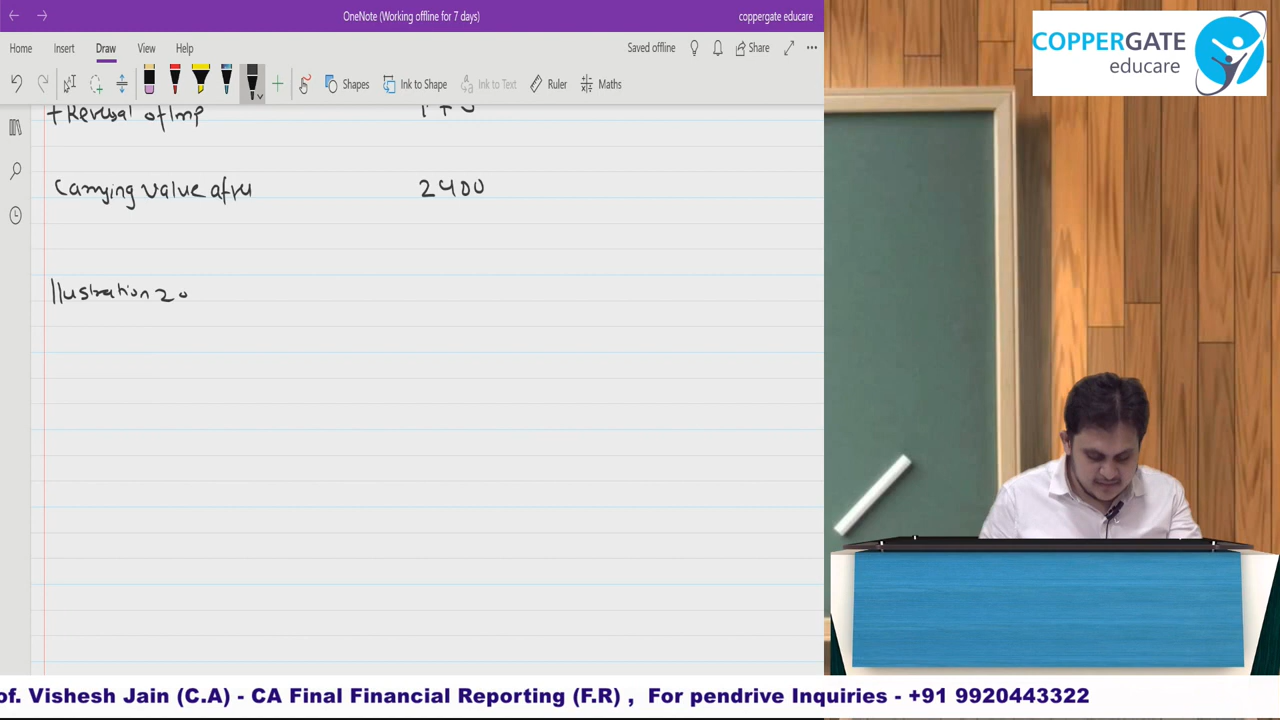 OneNote (Working offline for 7 days)
coppergate educare
Home Insert Draw View Help
Saved offline
Share
Shapes
Ink to Shape
Ink to Text
Ruler
Maths
COPPERGATE
educare
+ Reversal of Imp
Carrying value after 2400
Illustration 20
of. Vishesh Jain (C.A) - CA Final Financial Reporting (F.R) , For pendrive Inquiries - +91 9920443322